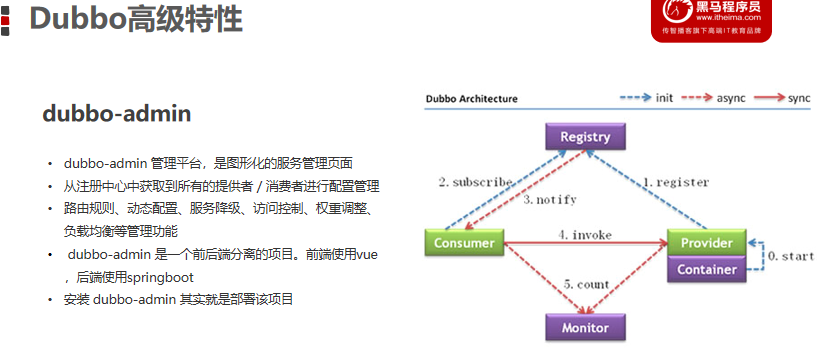 Dubbo高级特性
黑马程序员
www.itheima.com
传智播客旗下高端IT教育品牌
dubbo-admin
• dubbo-admin 管理平台，是图形化的服务管理页面
• 从注册中心中获取到所有的提供者 / 消费者进行配置管理
• 路由规则、动态配置、服务降级、访问控制、权重调整、
负载均衡等管理功能
• dubbo-admin 是一个前后端分离的项目。前端使用vue
，后端使用springboot
• 安装 dubbo-admin 其实就是部署该项目
Dubbo Architecture
init
async
sync
Registry
2. subscribe
1. register
3. notify
Consumer
4. invoke
Provider
Container
0. start
5. count
Monitor